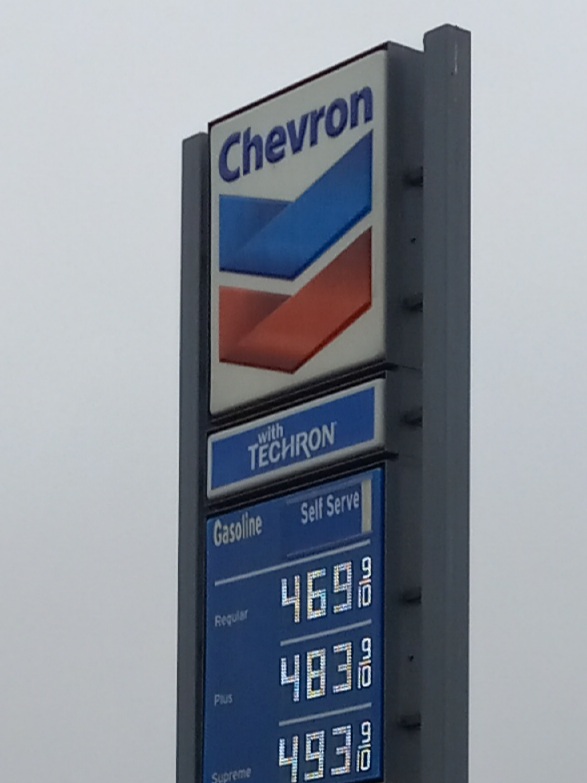 Chevron
with
TECHRON
Gasoline Self Serve
Regular 469 9/10
Plus 483 9/10
Supreme 493 9/10